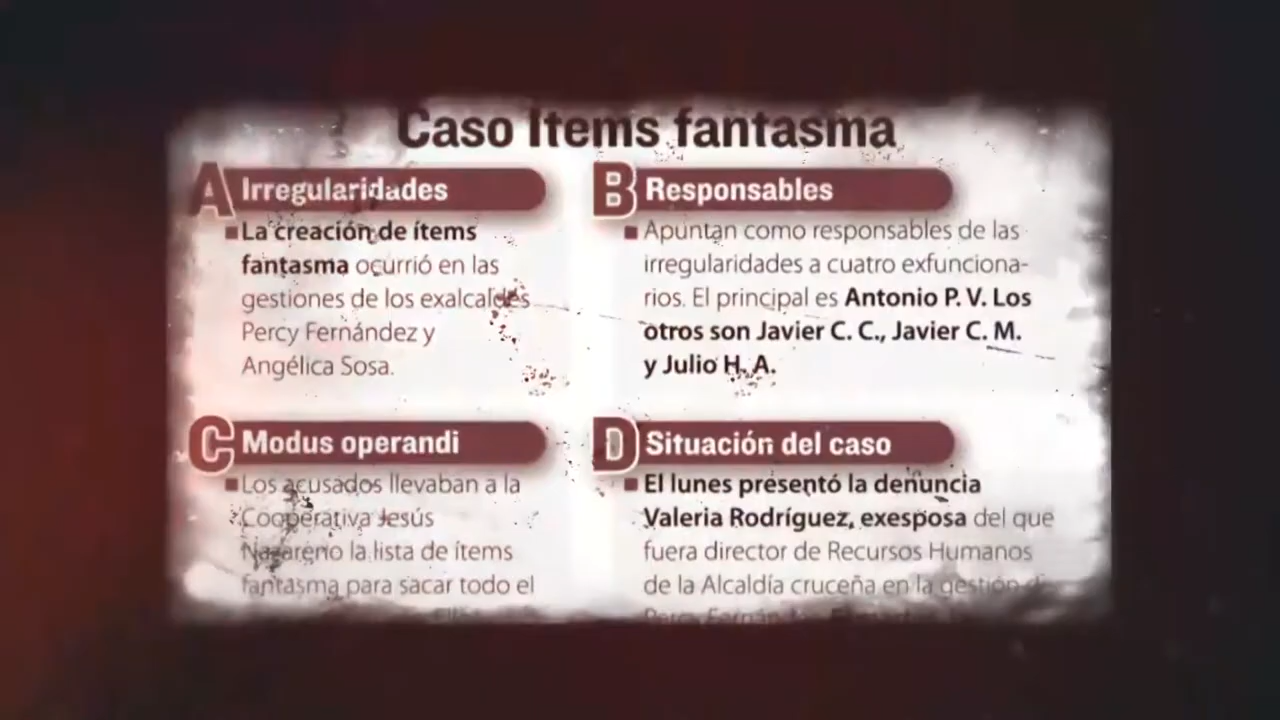 Caso Items fantasma
A Irregularidades
La creación de ítems
fantasma ocurrió en las
gestiones de los exalcaldes
Percy Fernández y
Angélica Sosa.
B Responsables
Apuntan como responsables de las
irregularidades a cuatro exfunciona-
rios. El principal es Antonio P. V. Los
otros son Javier C. C., Javier C. M.
y Julio H. A.
C Modus operandi
Los acusados llevaban a la
Cooperativa Jesús
Nazareno la lista de ítems
fantasma para sacar todo el
D Situación del caso
El lunes presentó la denuncia
Valeria Rodríguez, exesposa del que
fuera director de Recursos Humanos
de la Alcaldía cruceña en la gestión